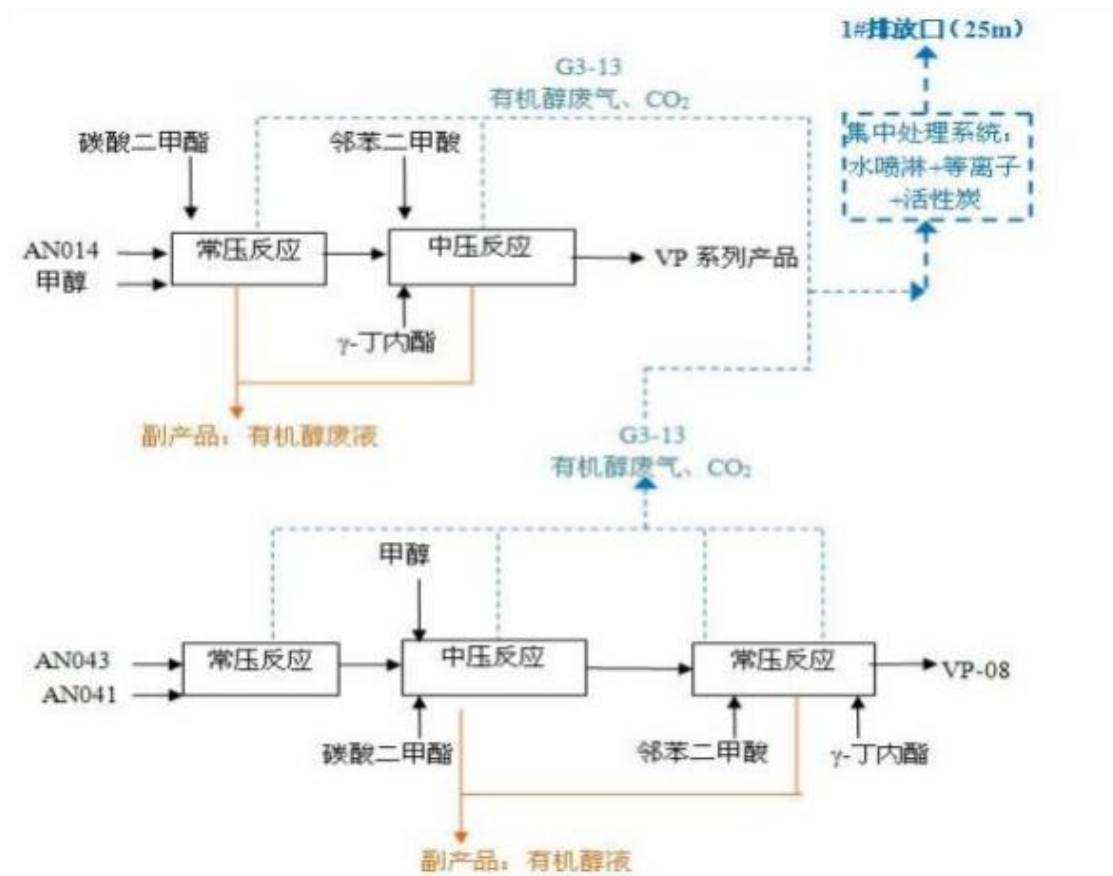 1#排放口（25m）
G3-13
有机醇废气、CO₂
集中处理系统：
水喷淋+等离子
+活性炭
碳酸二甲酯
邻苯二甲酸
AN014
甲醇
常压反应
中压反应
VP 系列产品
γ-丁内酯
副产品：有机醇废液
G3-13
有机醇废气、CO₂
甲醇
AN043
AN041
常压反应
中压反应
常压反应
VP-08
碳酸二甲酯
邻苯二甲酸
γ-丁内酯
副产品：有机醇液